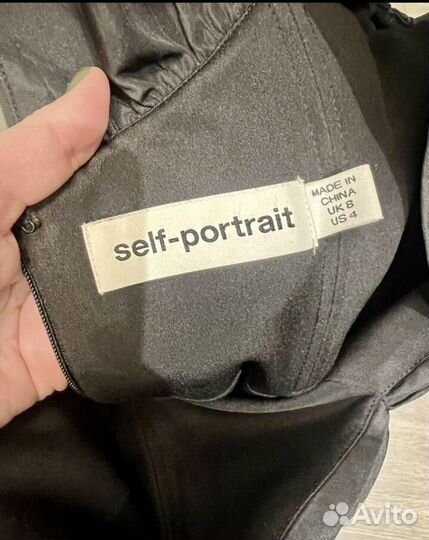 self-portrait
MADE IN
CHINA
UK 8
US 4
Avito